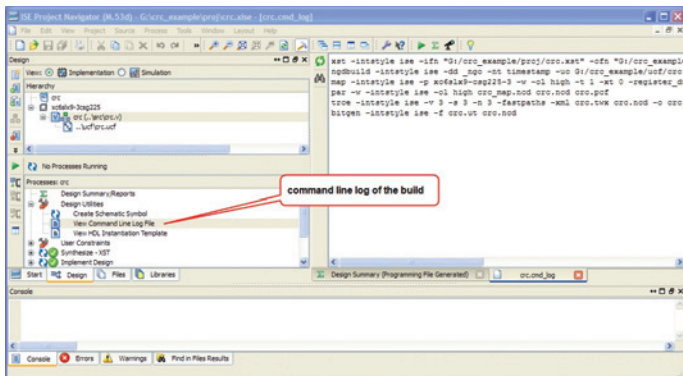 ISE Project Navigator (M.53d) - G:\crc_example\proj\crc.xise - [crc.cmd_log]
File Edit View Project Source Process Tools Window Layout Help
Design
View: Implementation Simulation
Hierarchy
crc
xc6slx9-3csg225
crc (..\src\crc.v)
..\ucf\crc.ucf
No Processes Running
Processes: crc
Design Summary/Reports
Design Utilities
Create Schematic Symbol
View Command Line Log File
View HDL Instantiation Template
User Constraints
Synthesize - XST
Implement Design
Start Design Files Libraries
xst -intstyle ise -ifn "G:/crc_example/proj/crc.xst" -ofn "G:/crc_exampl
ngdbuild -intstyle ise -dd _ngo -nt timestamp -uc G:/crc_example/ucf/crc
map -intstyle ise -p xc6slx9-csg225-3 -w -ol high -t 1 -xt 0 -register_d
par -w -intstyle ise -ol high crc_map.ncd crc.ncd crc.pcf
trce -intstyle ise -v 3 -s 3 -n 3 -fastpaths -xml crc.twx crc.ncd -o crc
bitgen -intstyle ise -f crc.ut crc.ncd
command line log of the build
Design Summary (Programming File Generated) crc.cmd_log
Console
Console Errors Warnings Find in Files Results